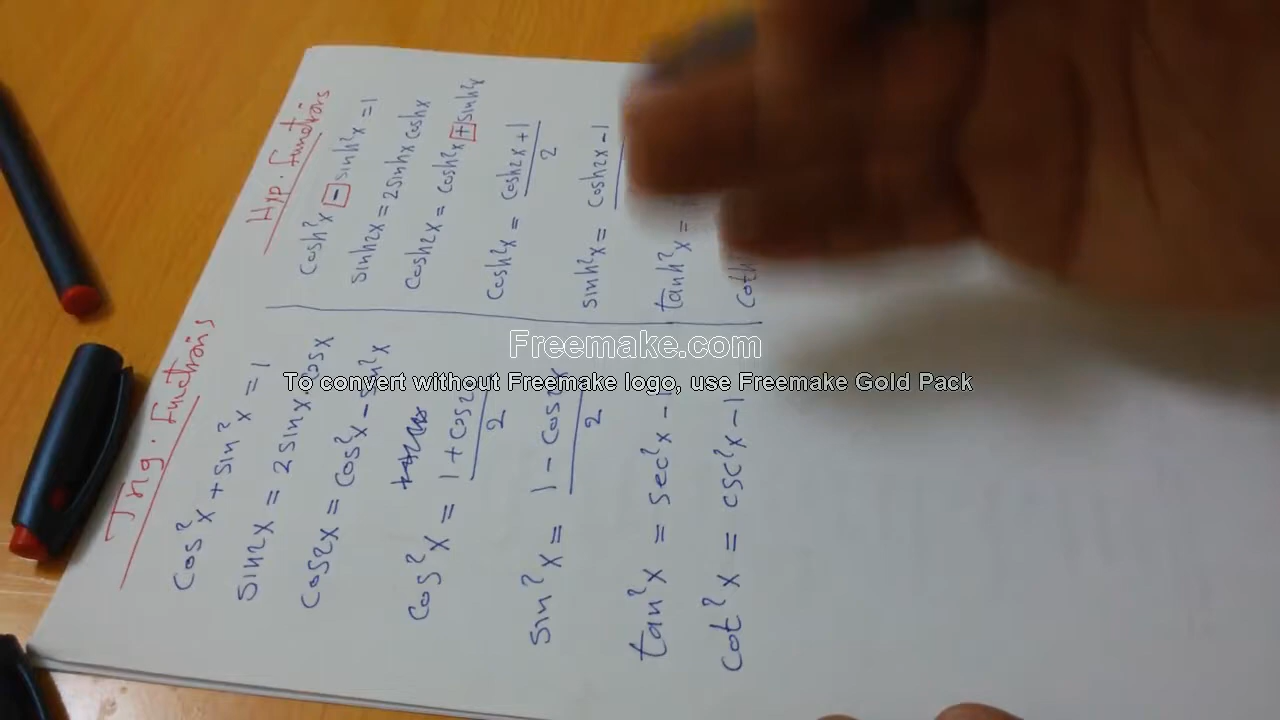 Trig. functions
cos²x + sin²x = 1
sin2x = 2sinx.cosx
cos2x = cos²x - sin²x
cos²x = 1 + cos2x / 2
sin²x = 1 - cos2x / 2
tan²x = sec²x - 1
cot²x = csc²x - 1
Hyp. functions
cosh²x - sinh²x = 1
sinh2x = 2sinhx coshx
cosh2x = cosh²x + sinh²x
cosh²x = cosh2x + 1 / 2
sinh²x = cosh2x - 1
tanh²x =
Freemake.com
To convert without Freemake logo, use Freemake Gold Pack